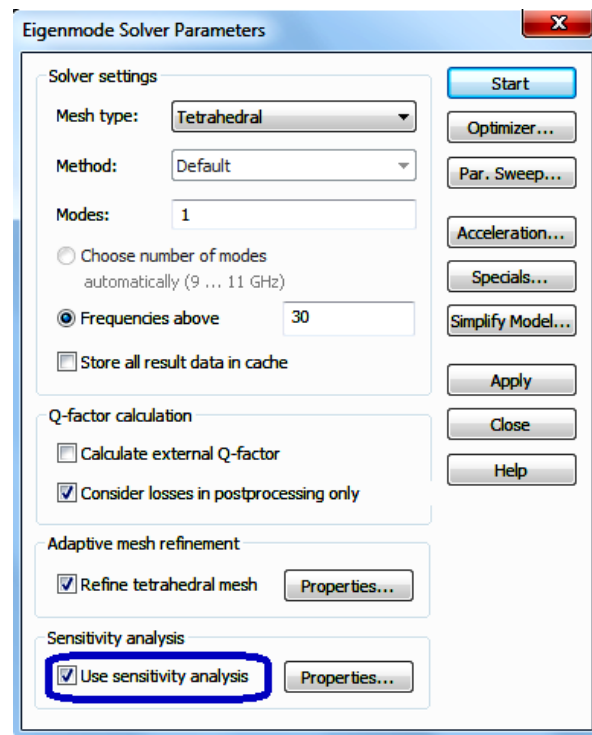 Eigenmode Solver Parameters
Solver settings
Mesh type: Tetrahedral
Method: Default
Modes: 1
Choose number of modes
automatically (9 ... 11 GHz)
Frequencies above 30
Store all result data in cache
Q-factor calculation
Calculate external Q-factor
Consider losses in postprocessing only
Adaptive mesh refinement
Refine tetrahedral mesh Properties...
Sensitivity analysis
Use sensitivity analysis Properties...
Start
Optimizer...
Par. Sweep...
Acceleration...
Specials...
Simplify Model...
Apply
Close
Help